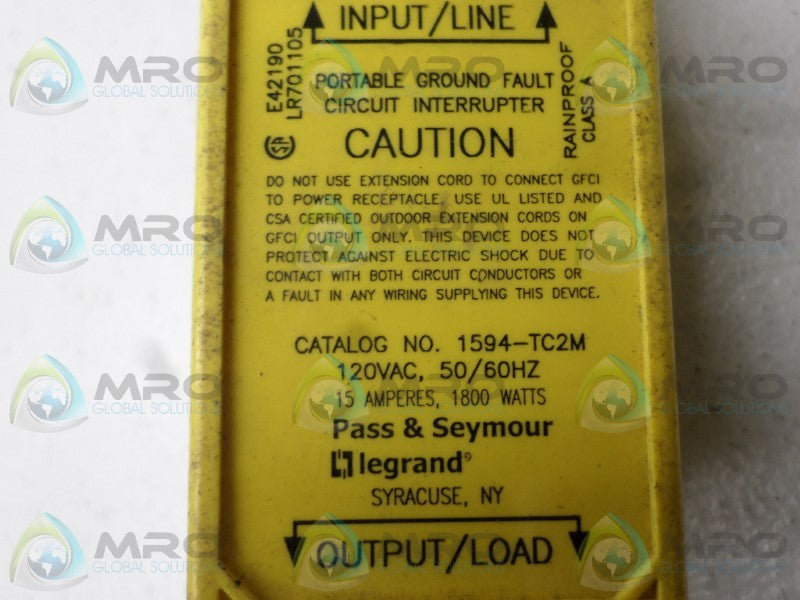 INPUT/LINE
E42190
LR701105
PORTABLE GROUND FAULT
CIRCUIT INTERRUPTER
RAINPROOF
CLASS A
CAUTION
DO NOT USE EXTENSION CORD TO CONNECT GFCI
TO POWER RECEPTACLE. USE UL LISTED AND
CSA CERTIFIED OUTDOOR EXTENSION CORDS ON
GFCI OUTPUT ONLY. THIS DEVICE DOES NOT
PROTECT AGAINST ELECTRIC SHOCK DUE TO
CONTACT WITH BOTH CIRCUIT CONDUCTORS OR
A FAULT IN ANY WIRING SUPPLYING THIS DEVICE.
CATALOG NO. 1594-TC2M
120VAC, 50/60HZ
15 AMPERES, 1800 WATTS
Pass & Seymour
legrand®
SYRACUSE, NY
OUTPUT/LOAD
MRO
GLOBAL SOLUTIONS